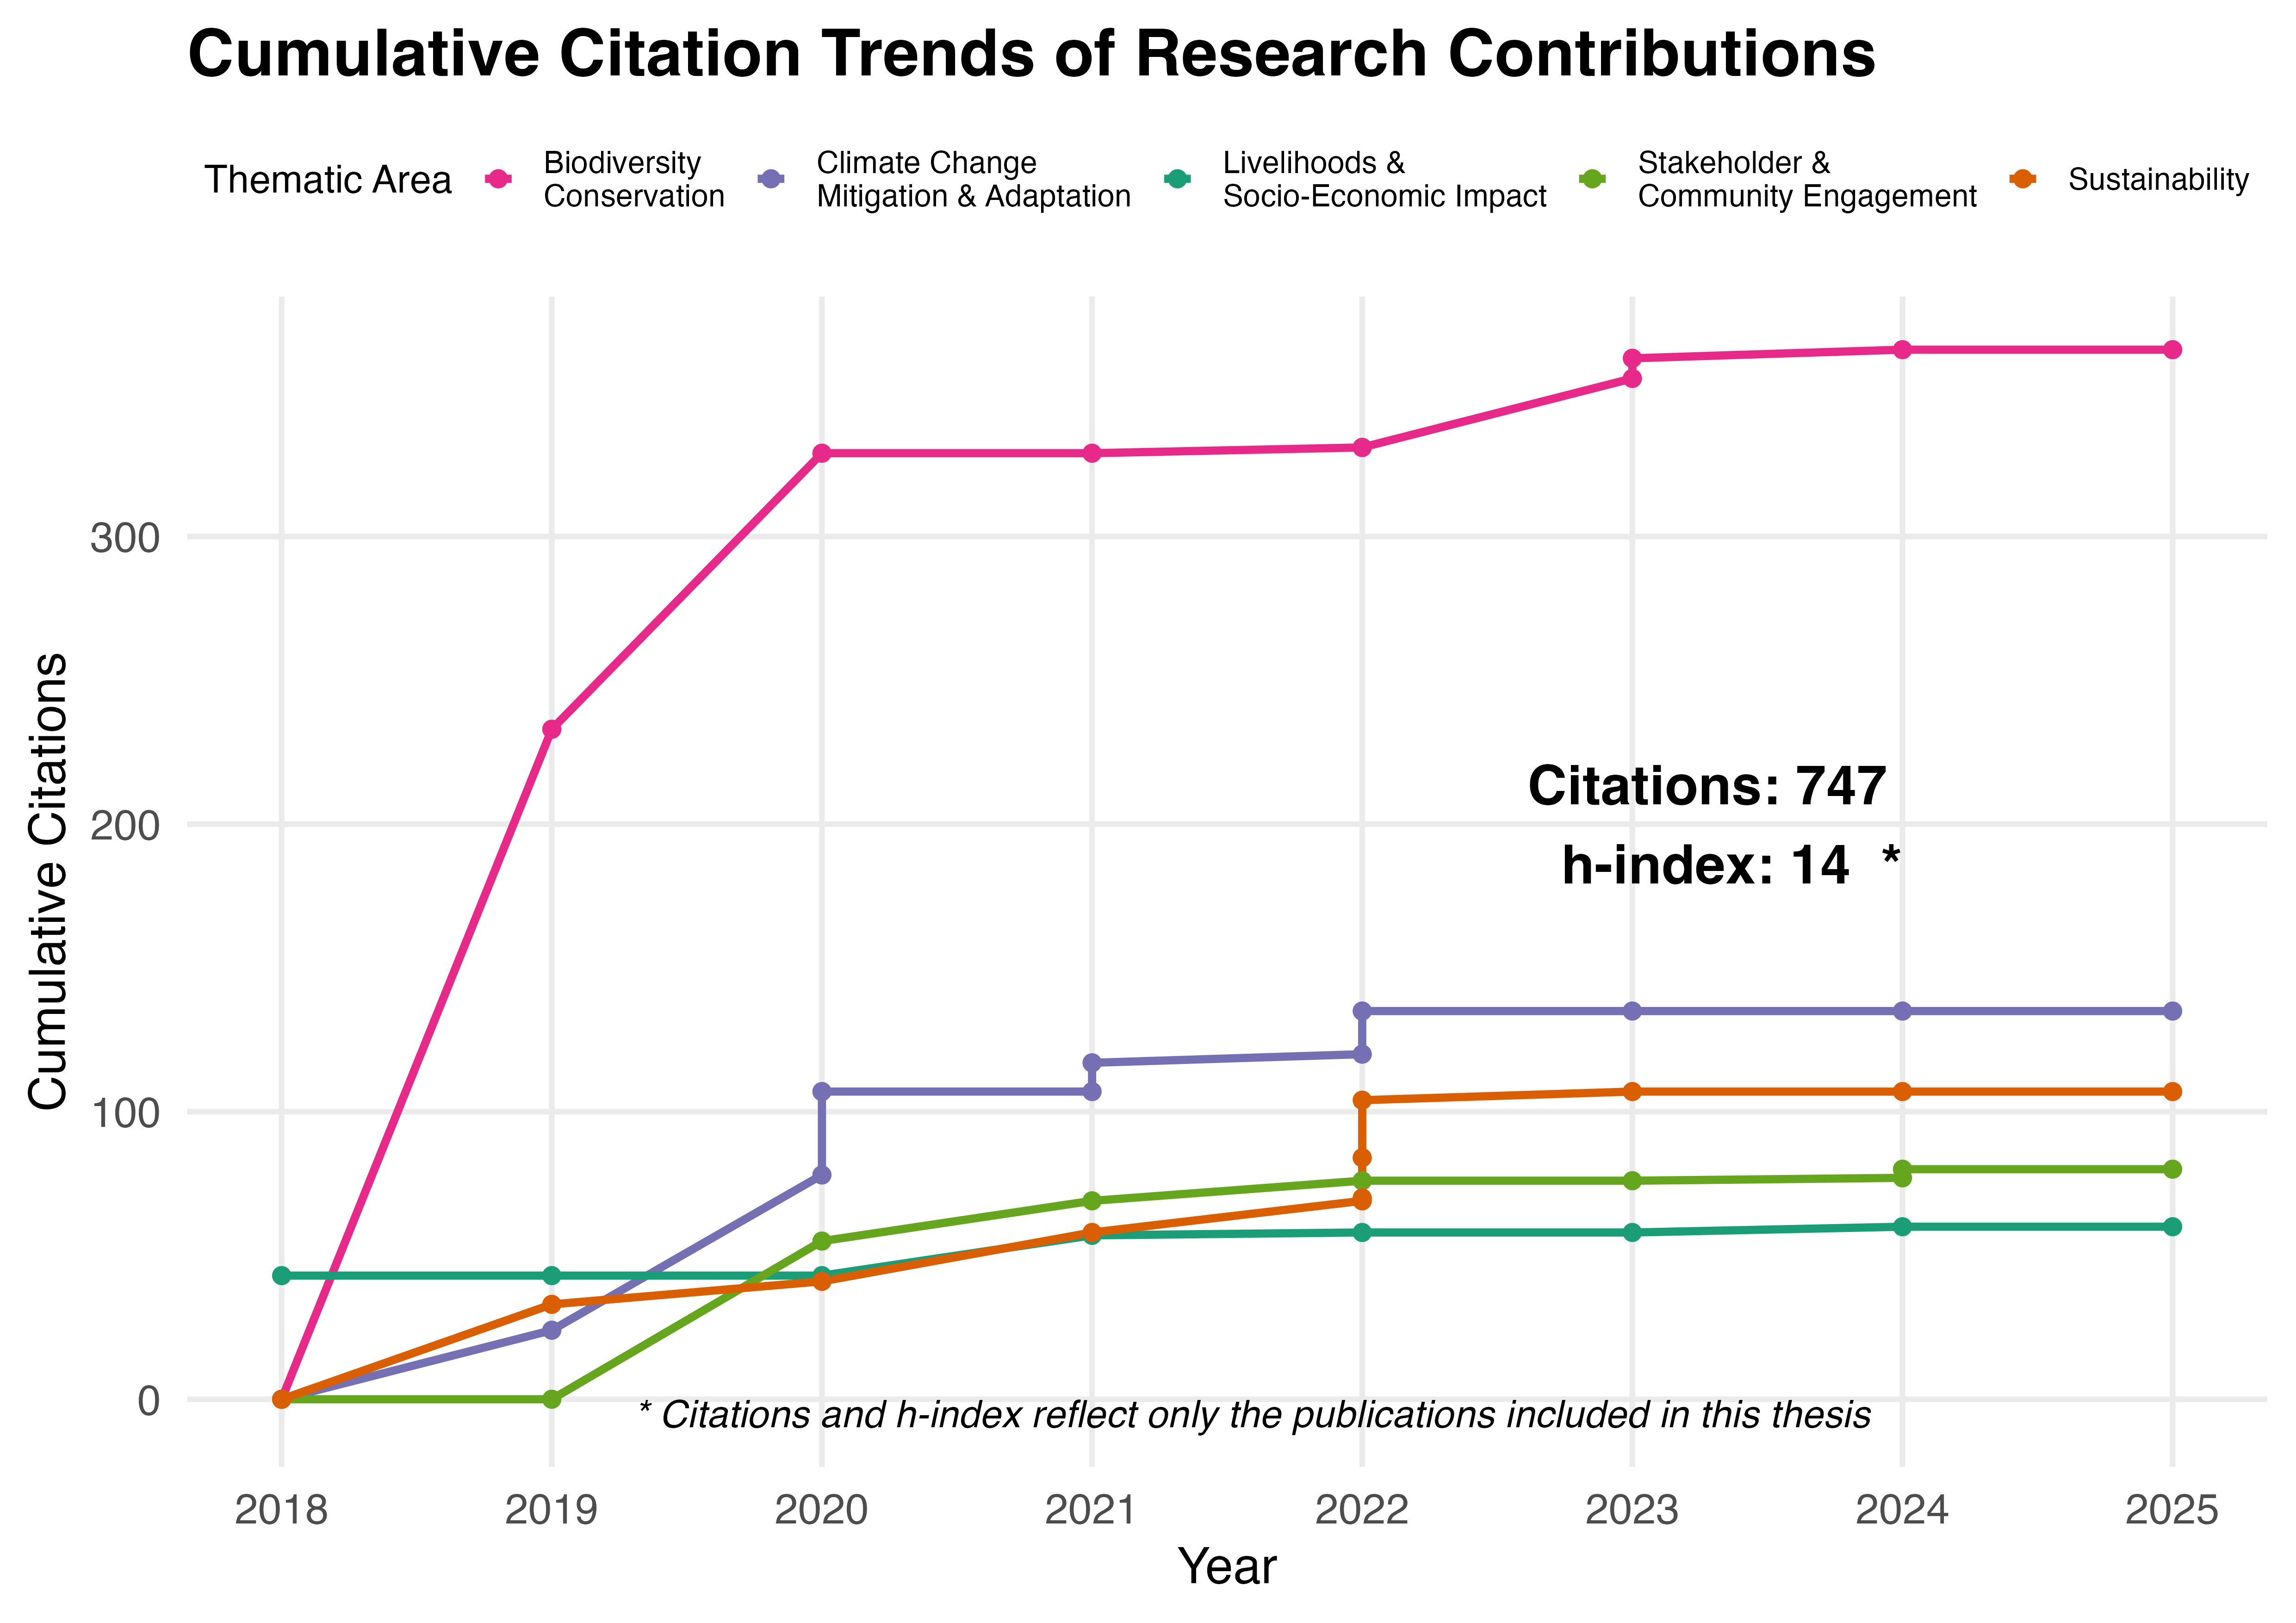 Cumulative Citation Trends of Research Contributions
Thematic Area
Biodiversity
Conservation
Climate Change
Mitigation & Adaptation
Livelihoods &
Socio-Economic Impact
Stakeholder &
Community Engagement
Sustainability
Cumulative Citations
300
200
100
0
Citations: 747
h-index: 14 *
* Citations and h-index reflect only the publications included in this thesis
2018
2019
2020
2021
2022
2023
2024
2025
Year